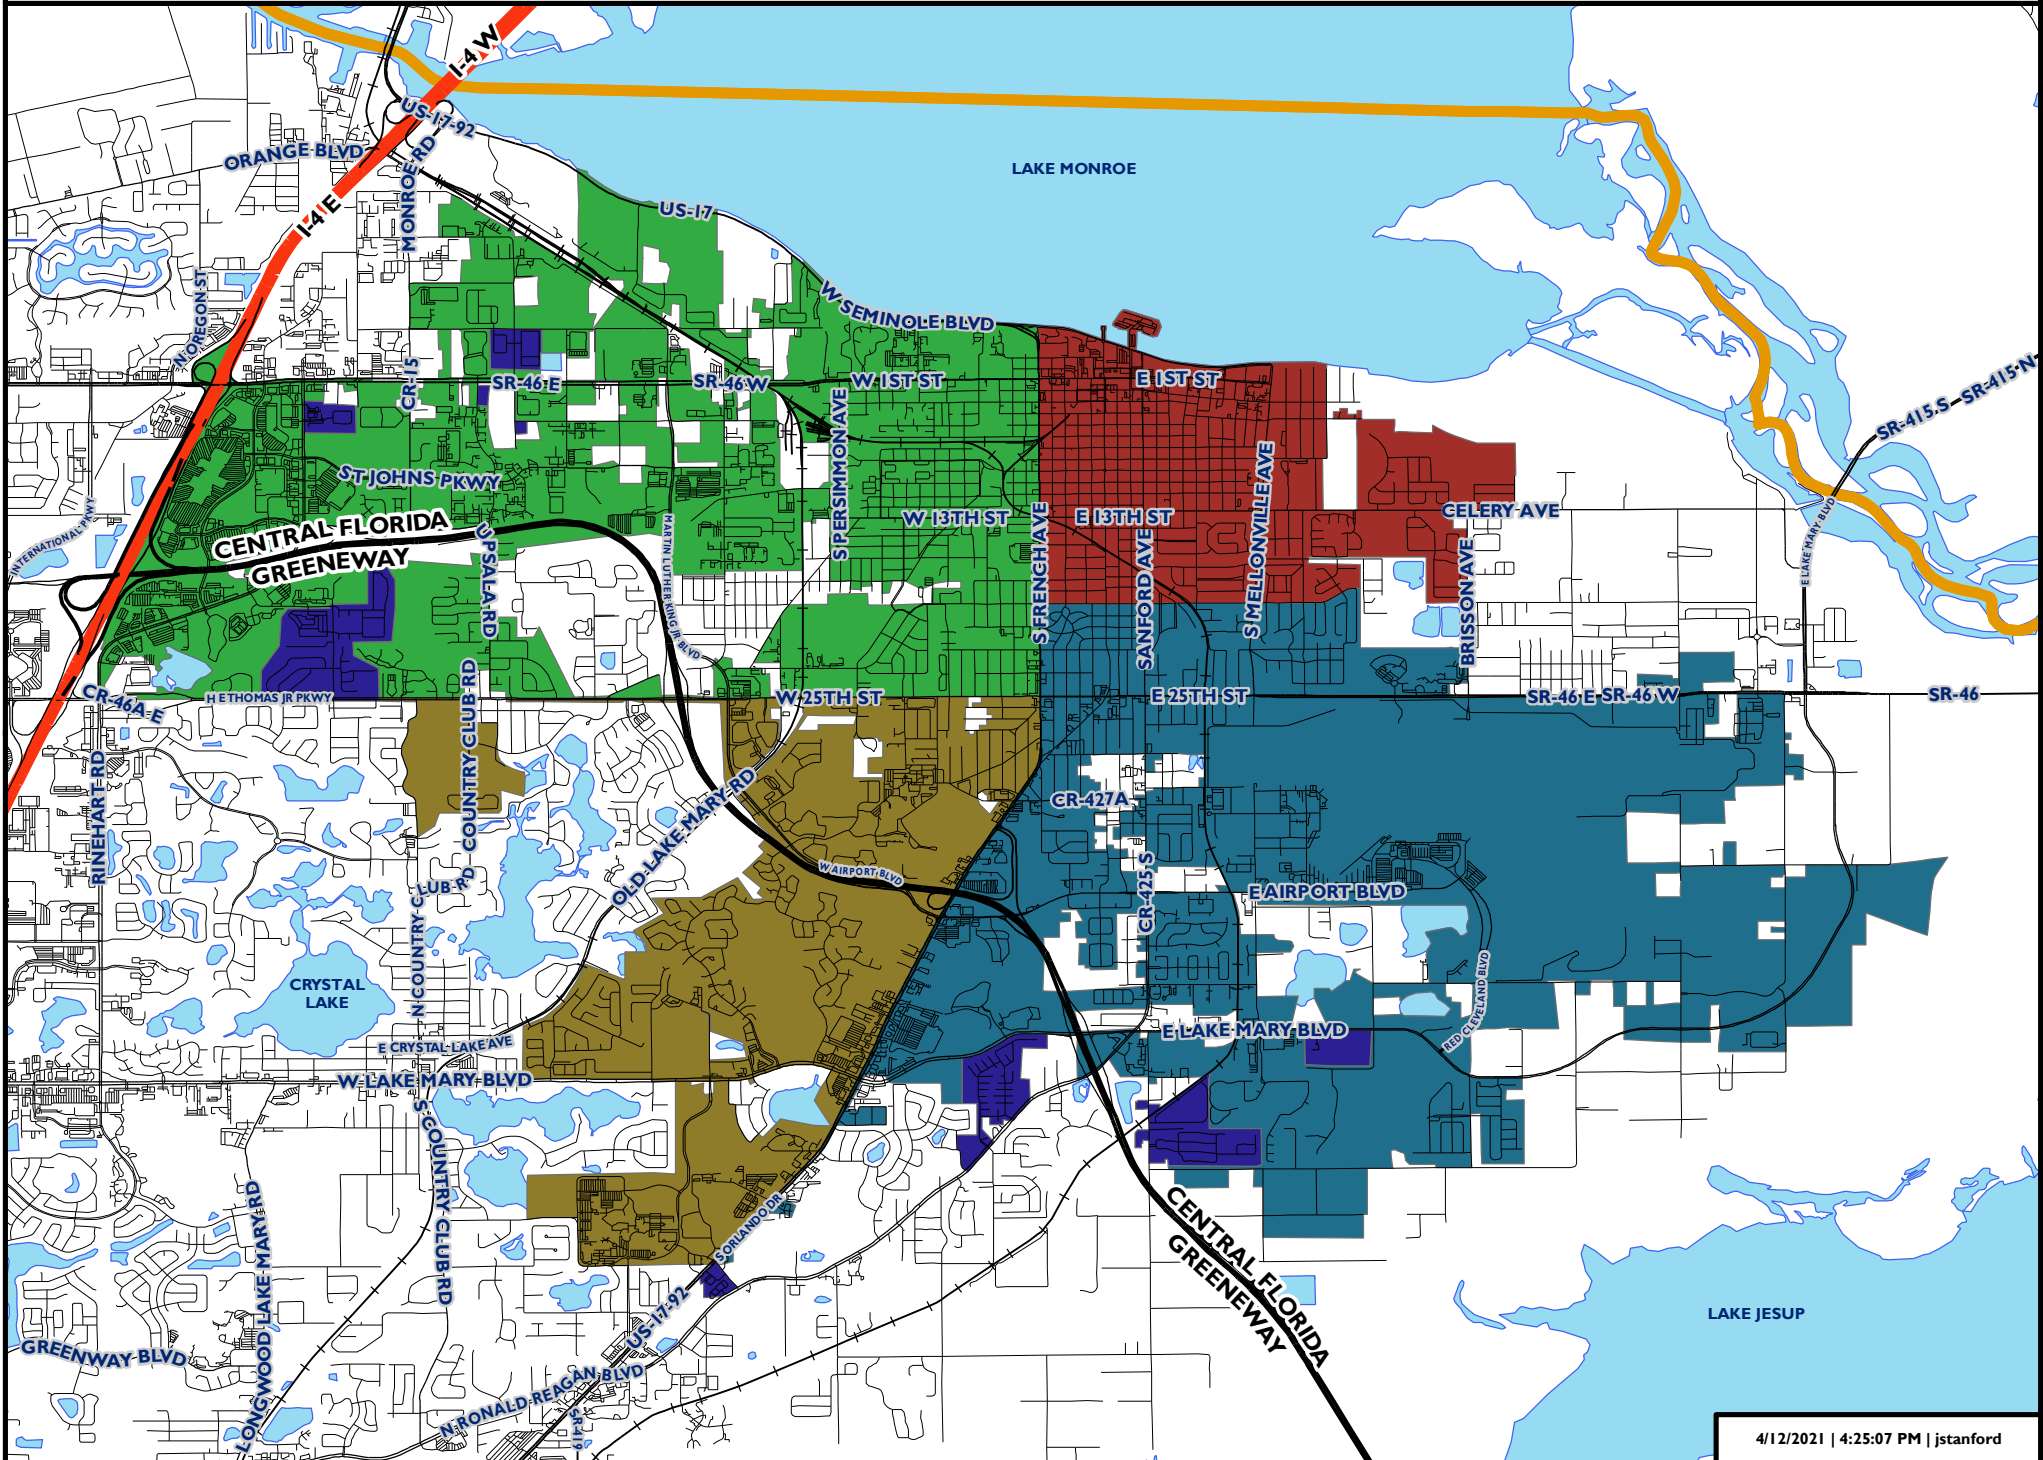 I-4 W
US-17-92
ORANGE BLVD
MONROE RD
LAKE MONROE
I-4 E
US-17
N OREGON ST
W SEMINOLE BLVD
CR-15
SR-46 E
SR-46 W
W 1ST ST
E 1ST ST
SR-415 S
SR-415 N
S PERSIMMON AVE
ST JOHNS PKWY
S MELLONVILLE AVE
INTERNATIONAL PKWY
CENTRAL FLORIDA
GREENEWAY
UPSALA RD
MARTIN LUTHER KING JR BLVD
W 13TH ST
S FRENCH AVE
E 13TH ST
SANFORD AVE
CELERY AVE
BRISSON AVE
E LAKE MARY BLVD
CR-46A E
H E THOMAS JR PKWY
COUNTRY CLUB RD
W 25TH ST
E 25TH ST
SR-46 E
SR-46 W
SR-46
RINEHART RD
OLD LAKE MARY RD
CR-427A
W AIRPORT BLVD
CR-425 S
E AIRPORT BLVD
N COUNTRY CLUB RD
CRYSTAL
LAKE
RED CLEVELAND BLVD
E CRYSTAL LAKE AVE
E LAKE MARY BLVD
W LAKE MARY BLVD
S COUNTRY CLUB RD
LONGWOOD LAKE MARY RD
S ORLANDO DR
CENTRAL FLORIDA
GREENEWAY
US-17-92
LAKE JESUP
GREENWAY BLVD
N RONALD REAGAN BLVD
SR-419
4/12/2021 | 4:25:07 PM | jstanford